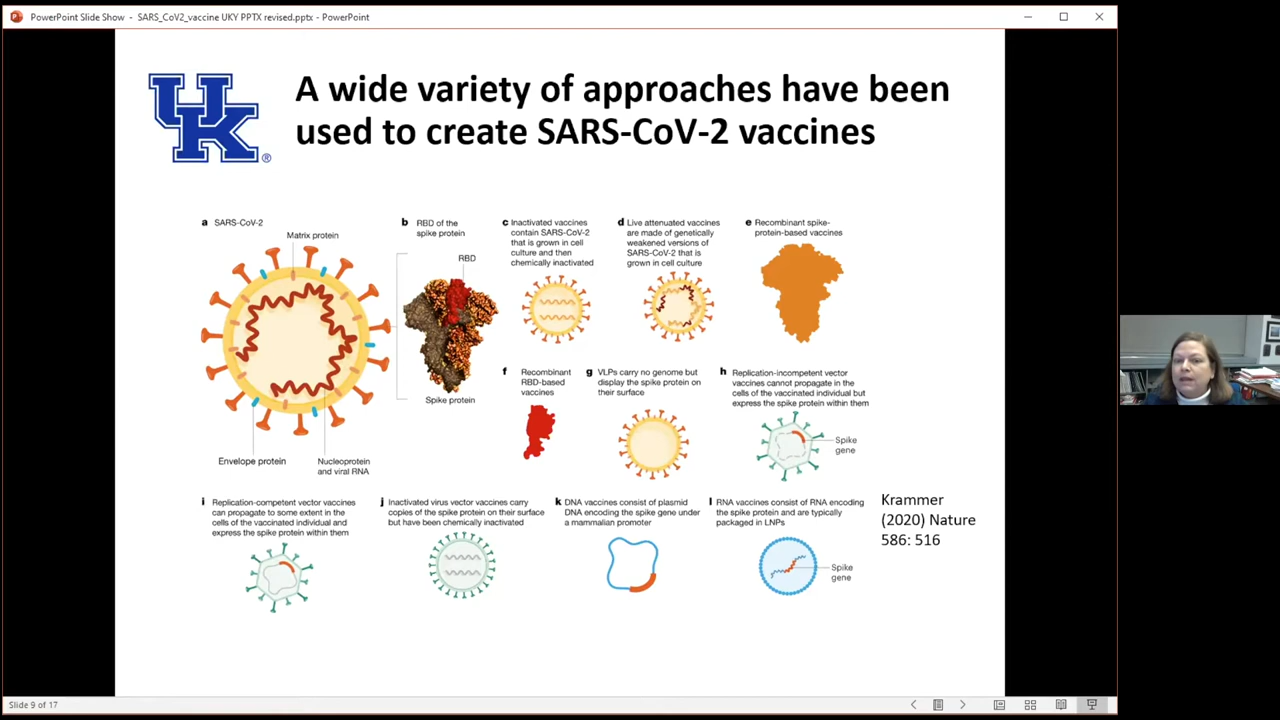 PowerPoint Slide Show - SARS_CoV2_vaccine UKY PPTX revised.pptx - PowerPoint
UK®
A wide variety of approaches have been
used to create SARS-CoV-2 vaccines
a SARS-CoV-2
Matrix protein
Envelope protein
Nucleoprotein
and viral RNA
b RBD of the
spike protein
RBD
Spike protein
c Inactivated vaccines
contain SARS-CoV-2
that is grown in cell
culture and then
chemically inactivated
d Live attenuated vaccines
are made of genetically
weakened versions of
SARS-CoV-2 that is
grown in cell culture
e Recombinant spike-
protein-based vaccines
f Recombinant
RBD-based
vaccines
g VLPs carry no genome but
display the spike protein on
their surface
h Replication-incompetent vector
vaccines cannot propagate in the
cells of the vaccinated individual but
express the spike protein within them
Spike
gene
i Replication-competent vector vaccines
can propagate to some extent in the
cells of the vaccinated individual and
express the spike protein within them
j Inactivated virus vector vaccines carry
copies of the spike protein on their surface
but have been chemically inactivated
k DNA vaccines consist of plasmid
DNA encoding the spike gene under
a mammalian promoter
l RNA vaccines consist of RNA encoding
the spike protein and are typically
packaged in LNPs
Spike
gene
Krammer
(2020) Nature
586: 516
Slide 9 of 17